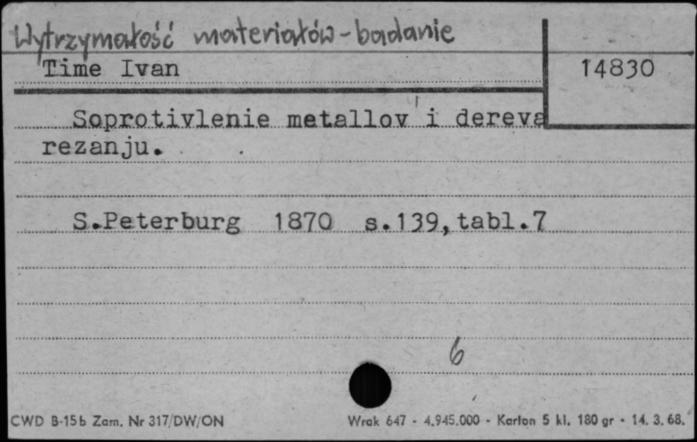 Wytrzymałość materiałów-badanie
Time Ivan
14830
Soprotivlenie metallov i dereva
rezanju.
S.Peterburg 1870 s.139,tabl.7
6
CWD B-15b Zam. Nr 317/DW/ON
Wrak 647 - 4.945.000 - Karton 5 kl. 180 gr - 14. 3. 68.